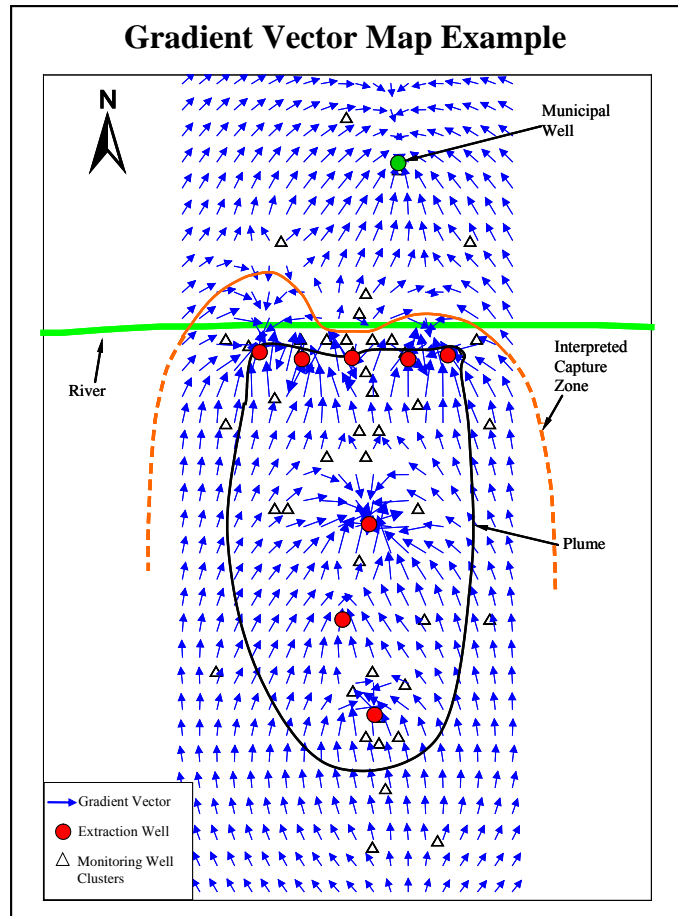 Gradient Vector Map Example
N
Municipal
Well
River
Interpreted
Capture
Zone
Plume
Gradient Vector
Extraction Well
Monitoring Well
Clusters